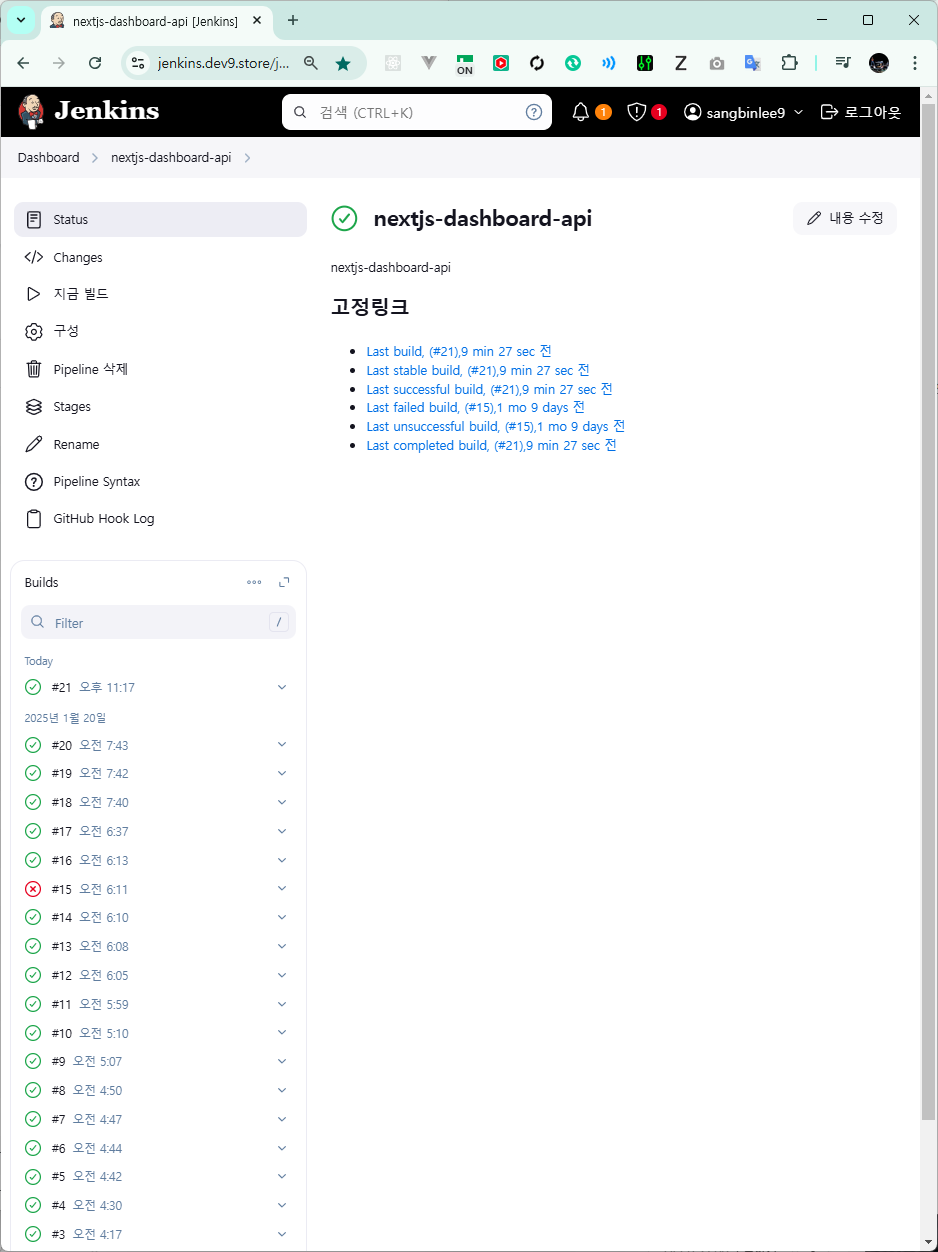 nextjs-dashboard-api [Jenkins]
jenkins.dev9.store/j...
ON
Z
Jenkins
검색 (CTRL+K)
?
1
1
sangbinlee9
로그아웃
Dashboard
nextjs-dashboard-api
Status
Changes
지금 빌드
구성
Pipeline 삭제
Stages
Rename
Pipeline Syntax
GitHub Hook Log
nextjs-dashboard-api
내용 수정
nextjs-dashboard-api
고정링크
Last build, (#21),9 min 27 sec 전
Last stable build, (#21),9 min 27 sec 전
Last successful build, (#21),9 min 27 sec 전
Last failed build, (#15),1 mo 9 days 전
Last unsuccessful build, (#15),1 mo 9 days 전
Last completed build, (#21),9 min 27 sec 전
Builds
Filter
/
Today
#21 오후 11:17
2025년 1월 20일
#20 오전 7:43
#19 오전 7:42
#18 오전 7:40
#17 오전 6:37
#16 오전 6:13
#15 오전 6:11
#14 오전 6:10
#13 오전 6:08
#12 오전 6:05
#11 오전 5:59
#10 오전 5:10
#9 오전 5:07
#8 오전 4:50
#7 오전 4:47
#6 오전 4:44
#5 오전 4:42
#4 오전 4:30
#3 오전 4:17